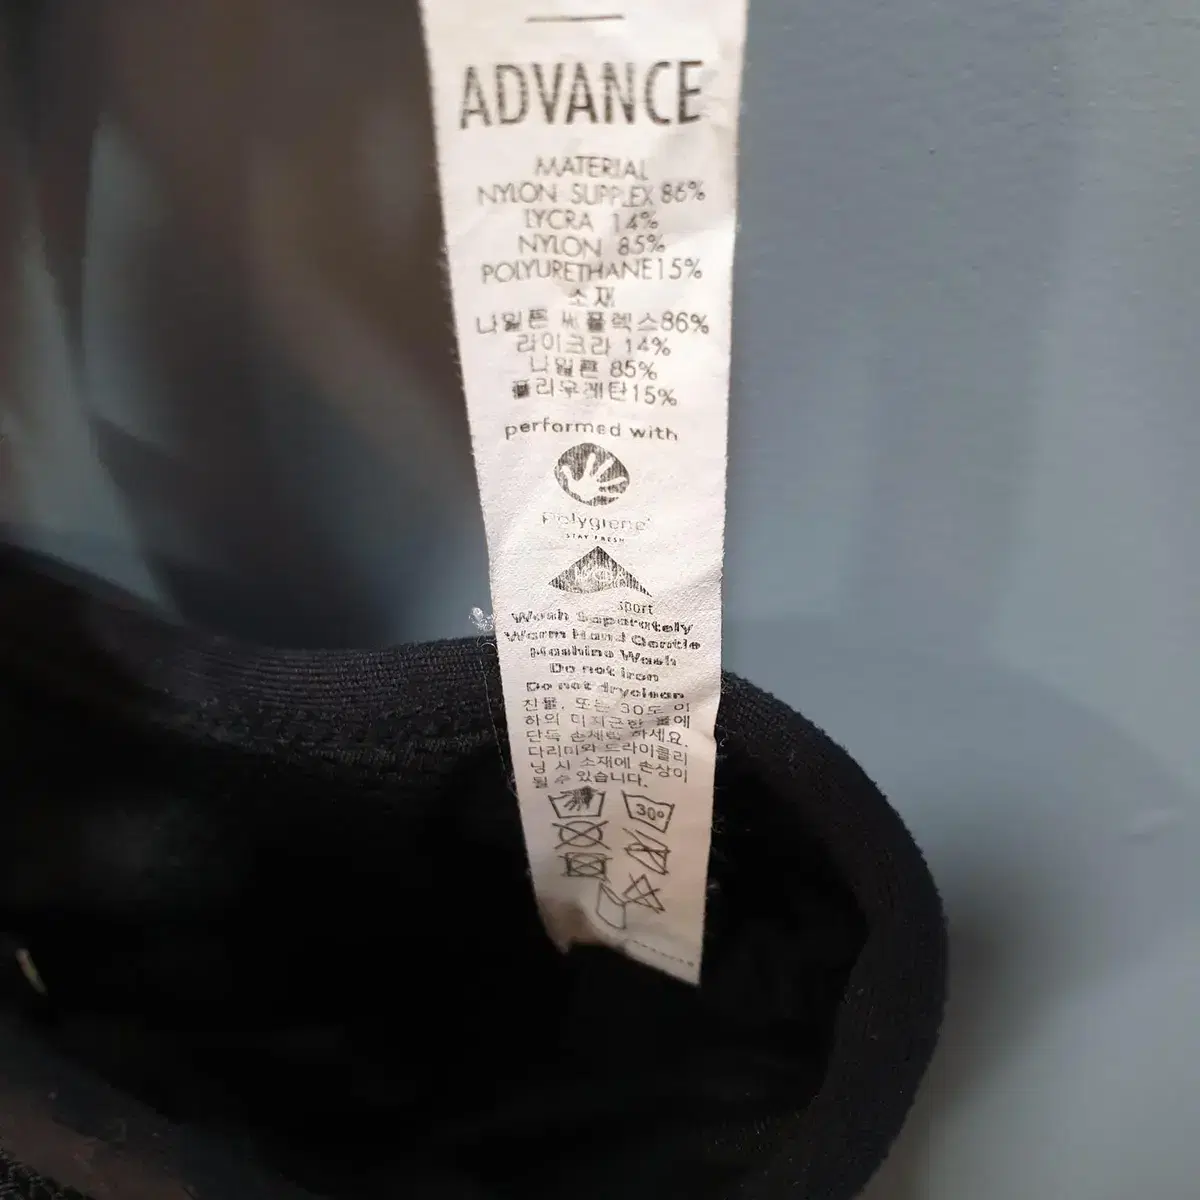 ADVANCE
MATERIAL
NYLON SUPPLEX 86%
LYCRA 14%
NYLON 85%
POLYURETHANE15%
소재
나일론 써플렉스86%
라이크라 14%
나일론 85%
폴리우레탄15%
performed with
Polygiene
STAY FRESH
sport
Wash Separately
Warm Hand Gentle
Mashine Wash
Do not iron
Do not dryclean
찬물, 또는 30도 이
하의 미지근한 물에
단독 손세탁 하세요.
다리미와 드라이클리
닝 시 소재에 손상이
될 수 있습니다.
30°